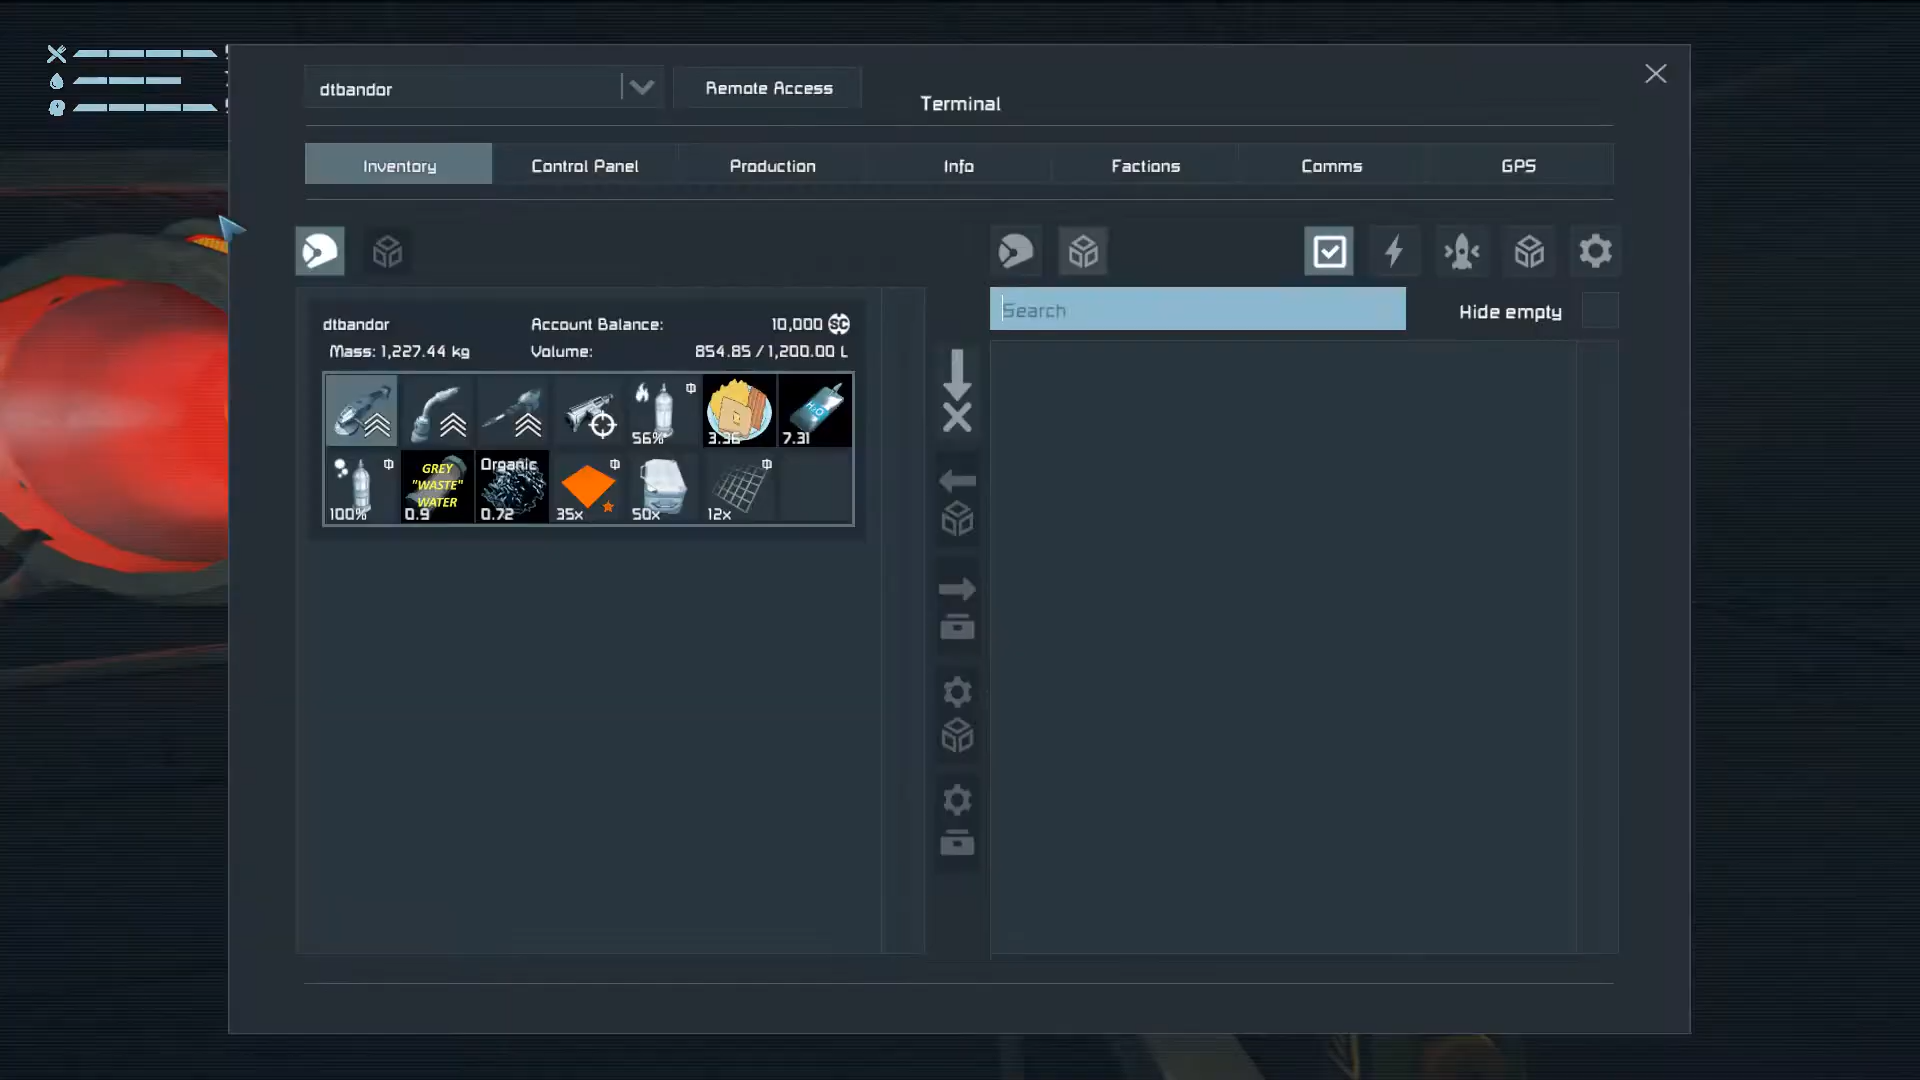 dtbandor
Remote Access
Terminal
Inventory
Control Panel
Production
Info
Factions
Comms
GPS
Search
Hide empty
dtbandor
Account Balance:
10,000 SC
Mass: 1,227.44 kg
Volume:
854.85 / 1,200.00 L
56%
3.36
H2O
7.31
100%
GREY
"WASTE"
WATER
0.9
Organic
0.72
35x
50x
12x